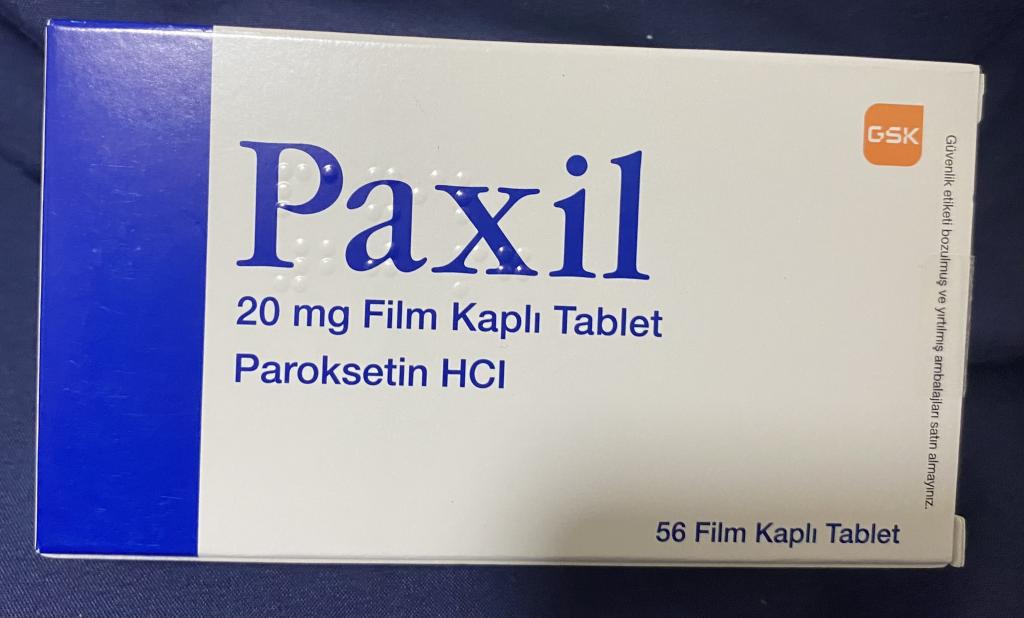 Paxil
20 mg Film Kaplı Tablet
Paroksetin HCl
GSK
Güvenlik etiketi bozulmuş ve yırtılmış ambalajları satın almayınız.
56 Film Kaplı Tablet